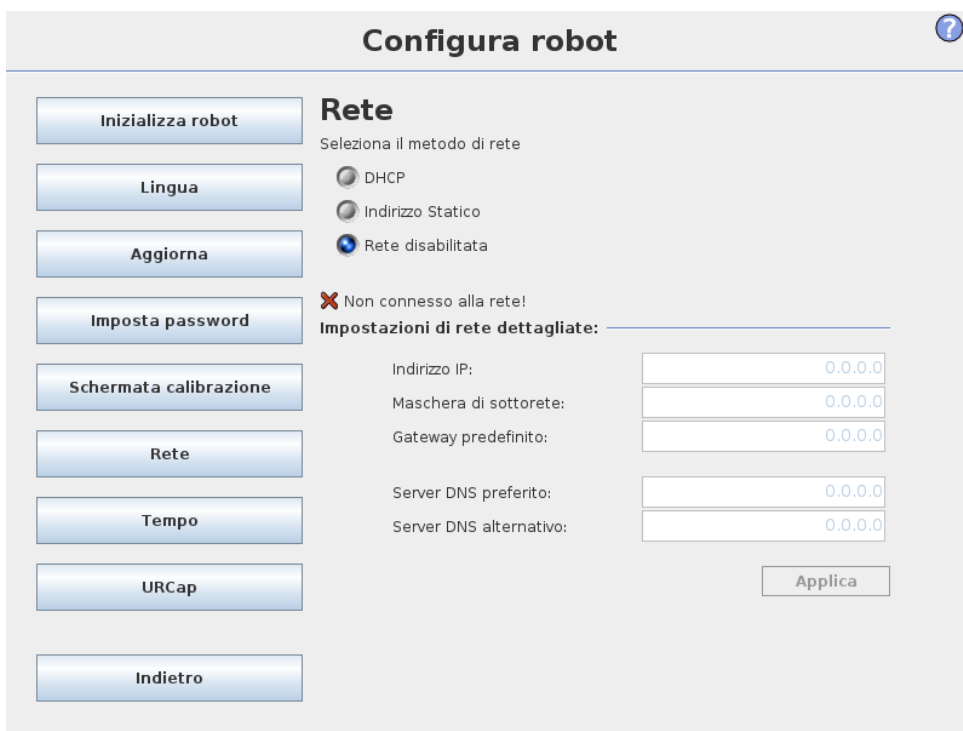 Configura robot
?
Inizializza robot
Lingua
Aggiorna
Imposta password
Schermata calibrazione
Rete
Tempo
URCap
Indietro
Rete
Seleziona il metodo di rete
DHCP
Indirizzo Statico
Rete disabilitata
Non connesso alla rete!
Impostazioni di rete dettagliate:
Indirizzo IP: 0.0.0.0
Maschera di sottorete: 0.0.0.0
Gateway predefinito: 0.0.0.0
Server DNS preferito: 0.0.0.0
Server DNS alternativo: 0.0.0.0
Applica